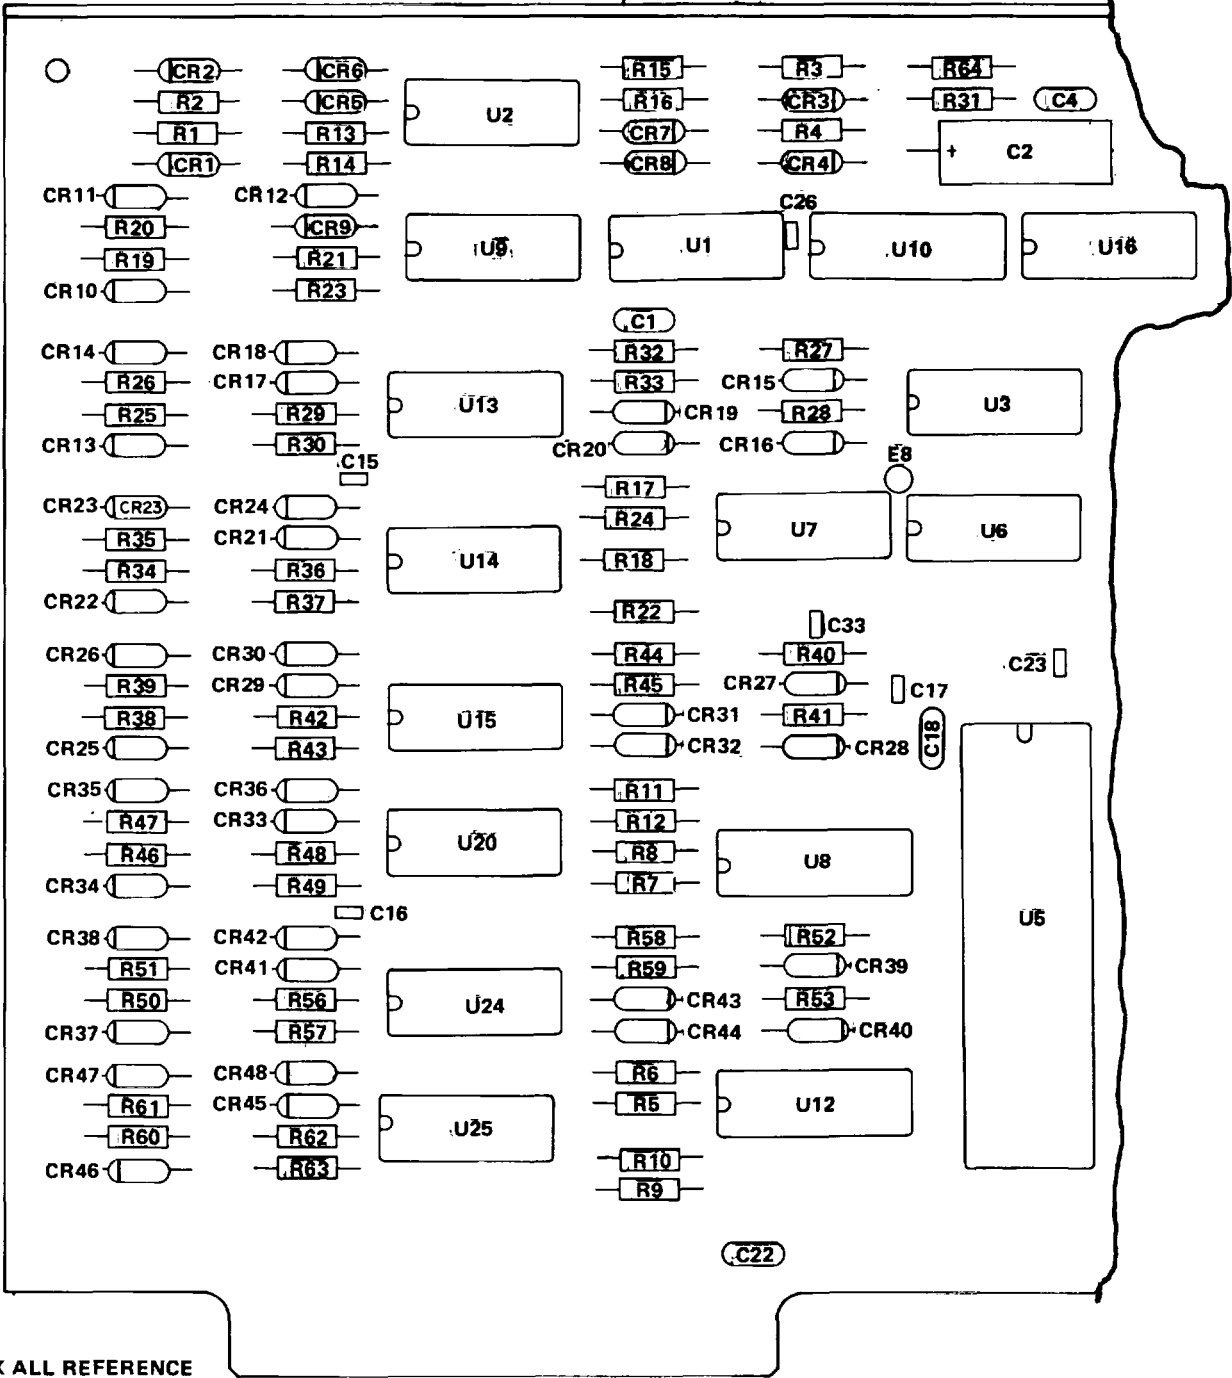 CR2 CR6 R15 R3 R64
R2 CR5 U2 R16 CR3 R31 C4
R1 R13 CR7 R4 + C2
CR1 R14 CR8 CR4
CR11 CR12 C26
R20 CR9 U9 U1 U10 U16
R19 R21
CR10 R23
C1
CR14 CR18 R32 R27
R26 CR17 R33 CR15
R25 R29 U13 CR19 R28 U3
CR13 R30 CR20 CR16
C15 E8
R17
CR23 CR23 CR24 R24
R35 CR21 U7 U6
R34 R36 U14 R18
CR22 R37 R22
C33
CR26 CR30 R44 R40 C23
R39 CR29 R45 CR27 C17
R38 R42 U15 CR31 R41
CR25 R43 CR32 CR28 C18
CR35 CR36 R11
R47 CR33 R12
R46 R48 U20 R8 U8
CR34 R49 R7
C16 U5
CR38 CR42 R58 R52
R51 CR41 R59 CR39
R50 R56 U24 CR43 R53
CR37 R57 CR44 CR40
CR47 CR48 R6
R61 CR45 R5 U12
R60 R62 U25
CR46 R63 R10
R9
C22
ALL REFERENCE